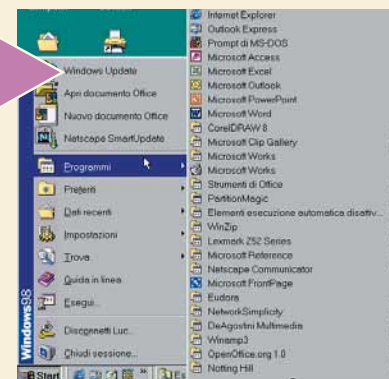 Windows Update
Apri documento Office
Nuovo documento Office
Netscape SmartUpdate
Programmi
Preferiti
Dati recenti
Impostazioni
Trova
Guida in linea
Esegui...
Disconnetti Luc...
Chiudi sessione...
Windows98
Start
Internet Explorer
Outlook Express
Prompt di MS-DOS
Microsoft Access
Microsoft Excel
Microsoft Outlook
Microsoft PowerPoint
Microsoft Word
CorelDRAW 8
Microsoft Clip Gallery
Microsoft Works
Microsoft Works
Strumenti di Office
PartitionMagic
Elementi esecuzione automatica disattiv...
WinZip
Lexmark Z52 Series
Microsoft Reference
Netscape Communicator
Microsoft FrontPage
Eudora
NetworkSimplicity
DeAgostini Multimedia
Winamp3
OpenOffice.org 1.0
Notting Hill